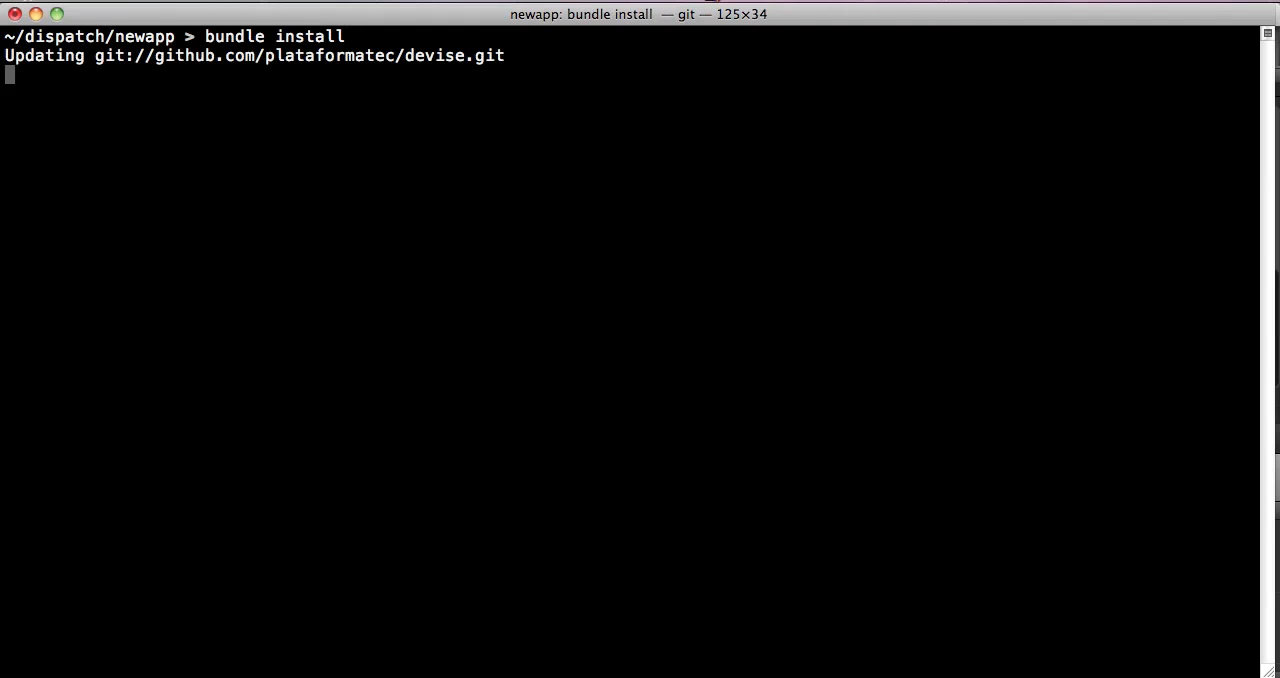 newapp: bundle install — git — 125×34
~/dispatch/newapp > bundle install
Updating git://github.com/plataformatec/devise.git